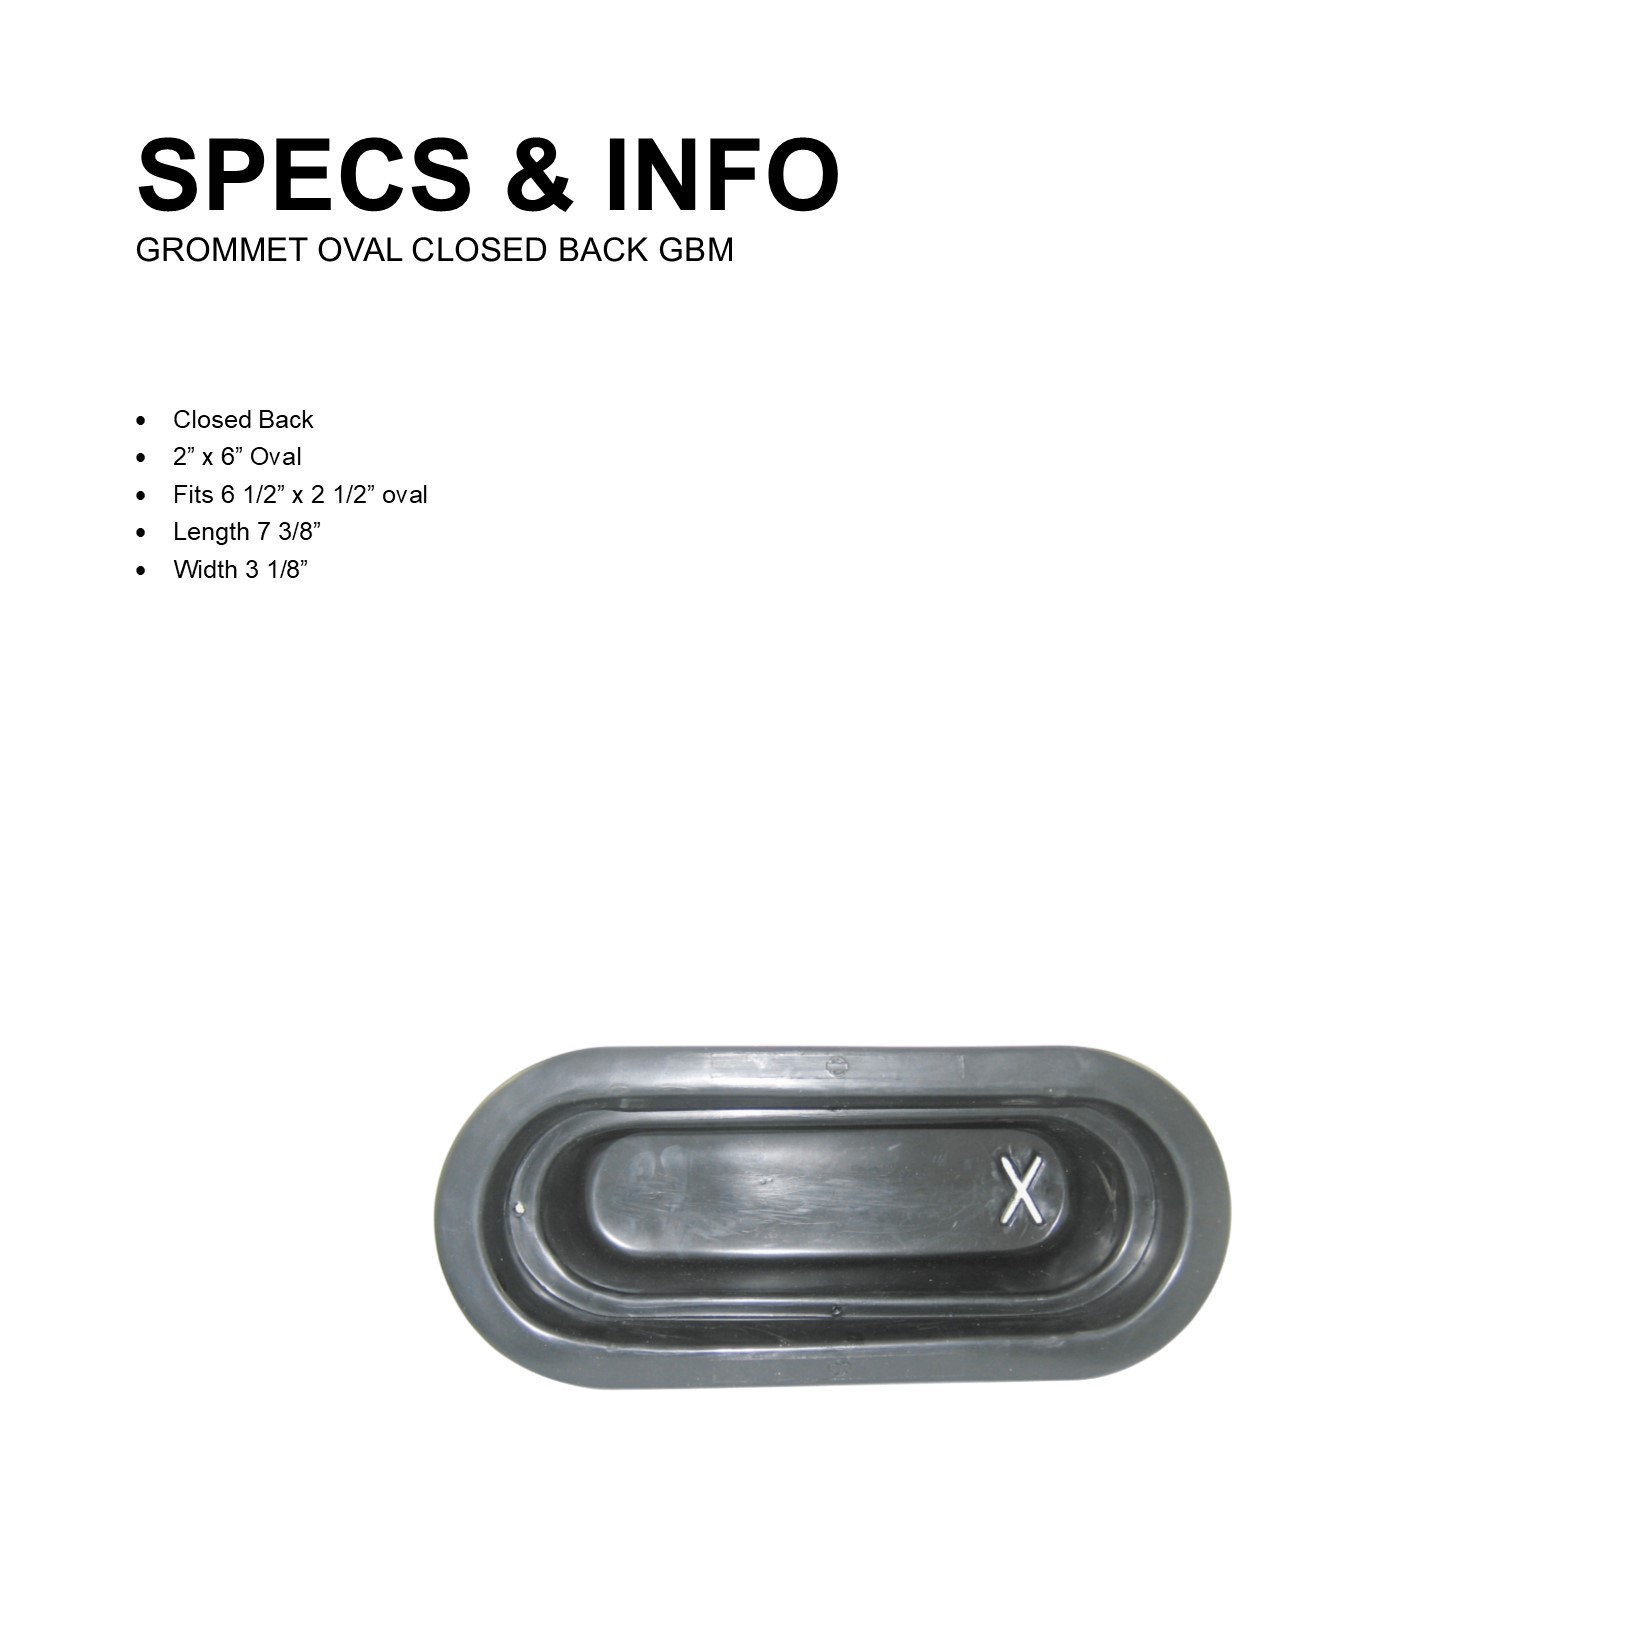 SPECS & INFO
GROMMET OVAL CLOSED BACK GBM
• Closed Back
• 2” x 6” Oval
• Fits 6 1/2” x 2 1/2” oval
• Length 7 3/8”
• Width 3 1/8”
X